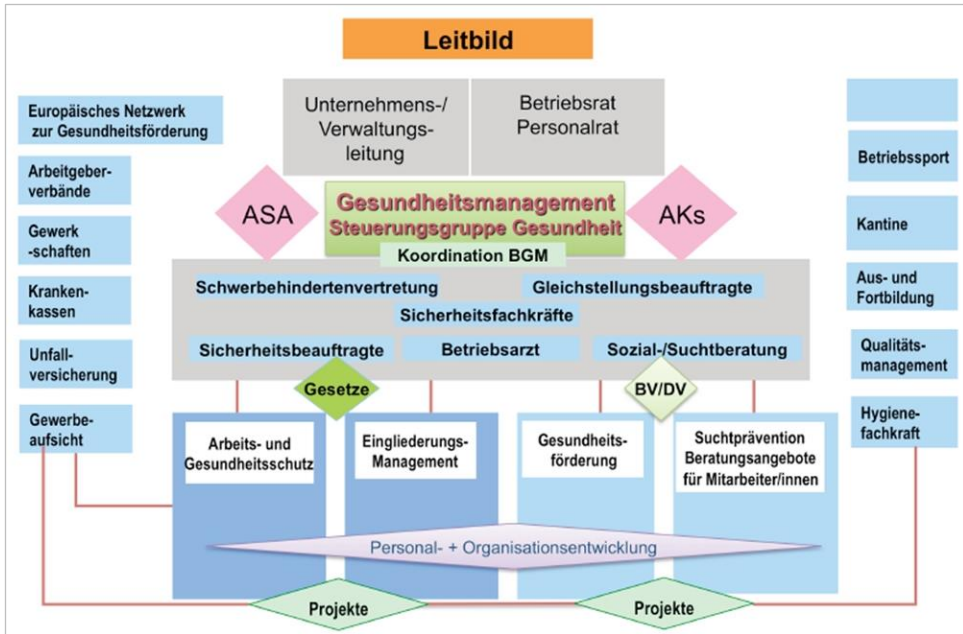 Leitbild
Unternehmens-/
Verwaltungs-
leitung
Betriebsrat
Personalrat
Europäisches Netzwerk
zur Gesundheitsförderung
Arbeitgeber-
verbände
Gewerk
-schaften
Kranken-
kassen
Unfall-
versicherung
Gewerbe-
aufsicht
ASA
Gesundheitsmanagement
Steuerungsgruppe Gesundheit
AKs
Koordination BGM
Schwerbehindertenvertretung
Gleichstellungsbeauftragte
Sicherheitsfachkräfte
Sicherheitsbeauftragte
Betriebsarzt
Sozial-/Suchtberatung
Betriebssport
Kantine
Aus- und
Fortbildung
Qualitäts-
management
Hygiene-
fachkraft
Gesetze
BV/DV
Arbeits- und
Gesundheitsschutz
Eingliederungs-
Management
Gesundheits-
förderung
Suchtprävention
Beratungsangebote
für Mitarbeiter/innen
Personal- + Organisationsentwicklung
Projekte
Projekte